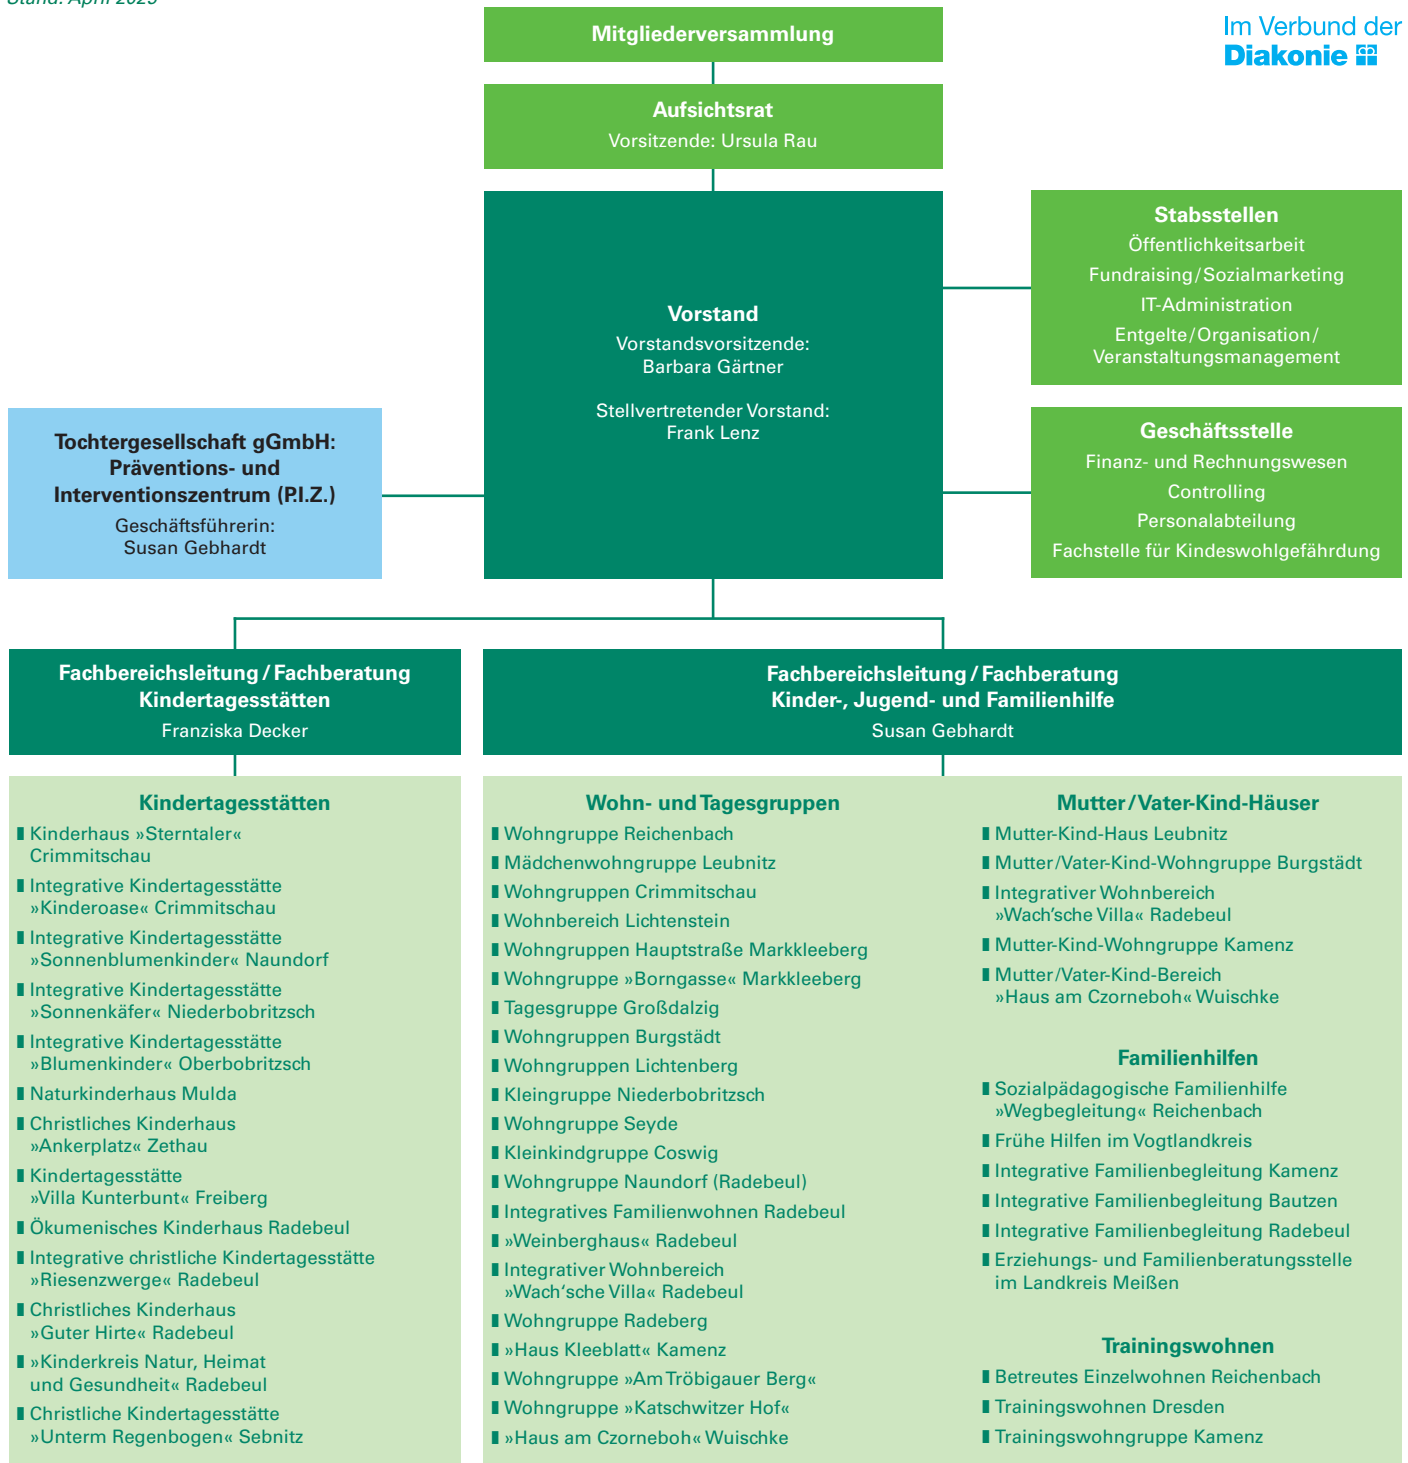 Stand: April 2025
Mitgliederversammlung
Im Verbund der
Diakonie
Aufsichtsrat
Vorsitzende: Ursula Rau
Vorstand
Vorstandsvorsitzende:
Barbara Gärtner
Stellvertretender Vorstand:
Frank Lenz
Stabsstellen
Öffentlichkeitsarbeit
Fundraising / Sozialmarketing
IT-Administration
Entgelte / Organisation /
Veranstaltungsmanagement
Tochtergesellschaft gGmbH:
Präventions- und
Interventionszentrum (P.I.Z.)
Geschäftsführerin:
Susan Gebhardt
Geschäftsstelle
Finanz- und Rechnungswesen
Controlling
Personalabteilung
Fachstelle für Kindeswohlgefährdung
Fachbereichsleitung / Fachberatung
Kindertagesstätten
Franziska Decker
Fachbereichsleitung / Fachberatung
Kinder-, Jugend- und Familienhilfe
Susan Gebhardt
Kindertagesstätten
Kinderhaus »Sterntaler«
Crimmitschau
Integrative Kindertagesstätte
»Kinderoase« Crimmitschau
Integrative Kindertagesstätte
»Sonnenblumenkinder« Naundorf
Integrative Kindertagesstätte
»Sonnenkäfer« Niederbobritzsch
Integrative Kindertagesstätte
»Blumenkinder« Oberbobritzsch
Naturkinderhaus Mulda
Christliches Kinderhaus
»Ankerplatz« Zethau
Kindertagesstätte
»Villa Kunterbunt« Freiberg
Ökumenisches Kinderhaus Radebeul
Integrative christliche Kindertagesstätte
»Riesenzwerge« Radebeul
Christliches Kinderhaus
»Guter Hirte« Radebeul
»Kinderkreis Natur, Heimat
und Gesundheit« Radebeul
Christliche Kindertagesstätte
»Unterm Regenbogen« Sebnitz
Wohn- und Tagesgruppen
Wohngruppe Reichenbach
Mädchenwohngruppe Leubnitz
Wohngruppen Crimmitschau
Wohnbereich Lichtenstein
Wohngruppen Hauptstraße Markkleeberg
Wohngruppe »Borngasse« Markkleeberg
Tagesgruppe Großdalzig
Wohngruppen Burgstädt
Wohngruppen Lichtenberg
Kleingruppe Niederbobritzsch
Wohngruppe Seyde
Kleinkindgruppe Coswig
Wohngruppe Naundorf (Radebeul)
Integratives Familienwohnen Radebeul
»Weinberghaus« Radebeul
Integrativer Wohnbereich
»Wach‘sche Villa« Radebeul
Wohngruppe Radeberg
»Haus Kleeblatt« Kamenz
Wohngruppe »Am Tröbigauer Berg«
Wohngruppe »Katschwitzer Hof«
»Haus am Czorneboh« Wuischke
Mutter / Vater-Kind-Häuser
Mutter-Kind-Haus Leubnitz
Mutter / Vater-Kind-Wohngruppe Burgstädt
Integrativer Wohnbereich
»Wach’sche Villa« Radebeul
Mutter-Kind-Wohngruppe Kamenz
Mutter / Vater-Kind-Bereich
»Haus am Czorneboh« Wuischke
Familienhilfen
Sozialpädagogische Familienhilfe
»Wegbegleitung« Reichenbach
Frühe Hilfen im Vogtlandkreis
Integrative Familienbegleitung Kamenz
Integrative Familienbegleitung Bautzen
Integrative Familienbegleitung Radebeul
Erziehungs- und Familienberatungsstelle
im Landkreis Meißen
Trainingswohnen
Betreutes Einzelwohnen Reichenbach
Trainingswohnen Dresden
Trainingswohngruppe Kamenz